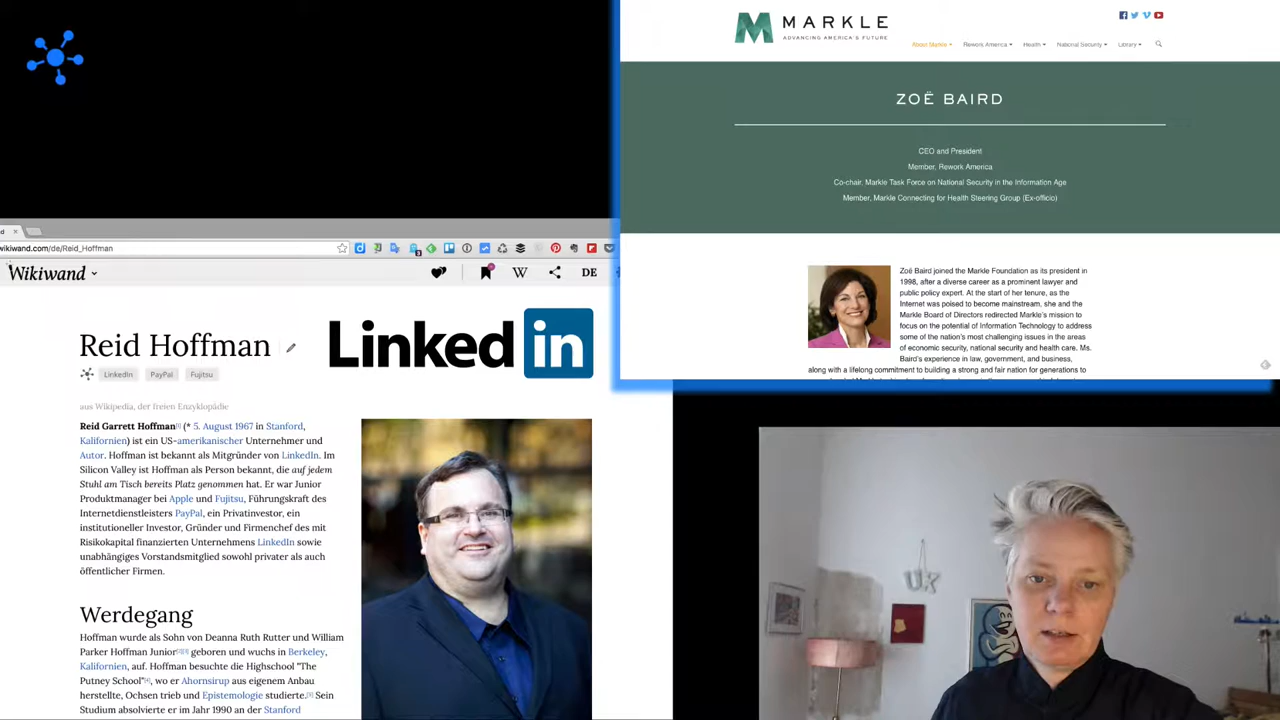 MARKLE
ADVANCING AMERICA'S FUTURE
About Markle
Rework America
Health
National Security
Library
ZOË BAIRD
CEO and President
Member, Rework America
Co-chair, Markle Task Force on National Security in the Information Age
Member, Markle Connecting for Health Steering Group (Ex-officio)
Zoë Baird joined the Markle Foundation as its president in
1998, after a diverse career as a prominent lawyer and
public policy expert. At the start of her tenure, as the
Internet was poised to become mainstream, she and the
Markle Board of Directors redirected Markle's mission to
focus on the potential of Information Technology to address
some of the nation's most challenging issues in the areas
of economic security, national security and health care. Ms.
Baird's experience in law, government, and business,
along with a lifelong commitment to building a strong and fair nation for generations to
wikiwand.com/de/Reid_Hoffman
Wikiwand
W
DE
Reid Hoffman
LinkedIn
PayPal
Fujitsu
Linked in
aus Wikipedia, der freien Enzyklopädie
Reid Garrett Hoffman[1] (* 5. August 1967 in Stanford,
Kalifornien) ist ein US-amerikanischer Unternehmer und
Autor. Hoffman ist bekannt als Mitgründer von LinkedIn. Im
Silicon Valley ist Hoffman als Person bekannt, die auf jedem
Stuhl am Tisch bereits Platz genommen hat. Er war Junior
Produktmanager bei Apple und Fujitsu, Führungskraft des
Internetdienstleisters PayPal, ein Privatinvestor, ein
institutioneller Investor, Gründer und Firmenchef des mit
Risikokapital finanzierten Unternehmens LinkedIn sowie
unabhängiges Vorstandsmitglied sowohl privater als auch
öffentlicher Firmen.
Werdegang
Hoffman wurde als Sohn von Deanna Ruth Rutter und William
Parker Hoffman Junior[2][3] geboren und wuchs in Berkeley,
Kalifornien, auf. Hoffman besuchte die Highschool "The
Putney School"[4], wo er Ahornsirup aus eigenem Anbau
herstellte, Ochsen trieb und Epistemologie studierte.[5] Sein
Studium absolvierte er im Jahr 1990 an der Stanford